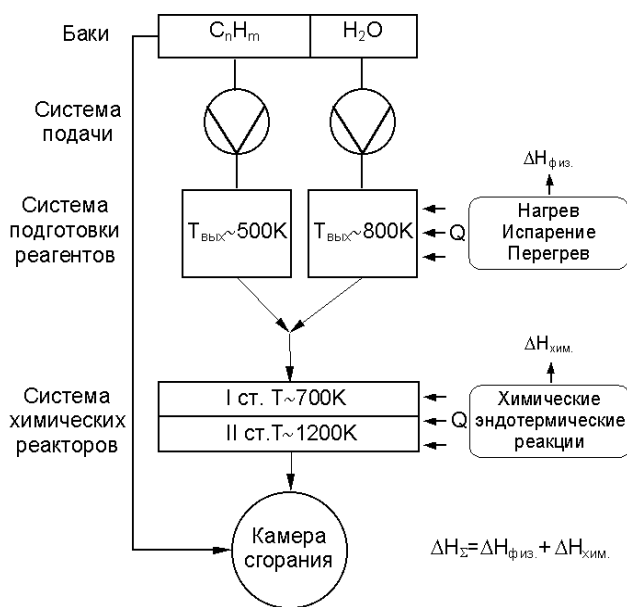 Баки
CₙHₘ
H₂O
Система
подачи
ΔHфиз.
Система
подготовки
реагентов
Tвых~500K
Tвых~800K
Q
Нагрев
Испарение
Перегрев
ΔHхим.
Система
химических
реакторов
I ст. T~700K
II ст.T~1200K
Q
Химические
эндотермические
реакции
Камера
сгорания
ΔHΣ=ΔHфиз.+ ΔHхим.